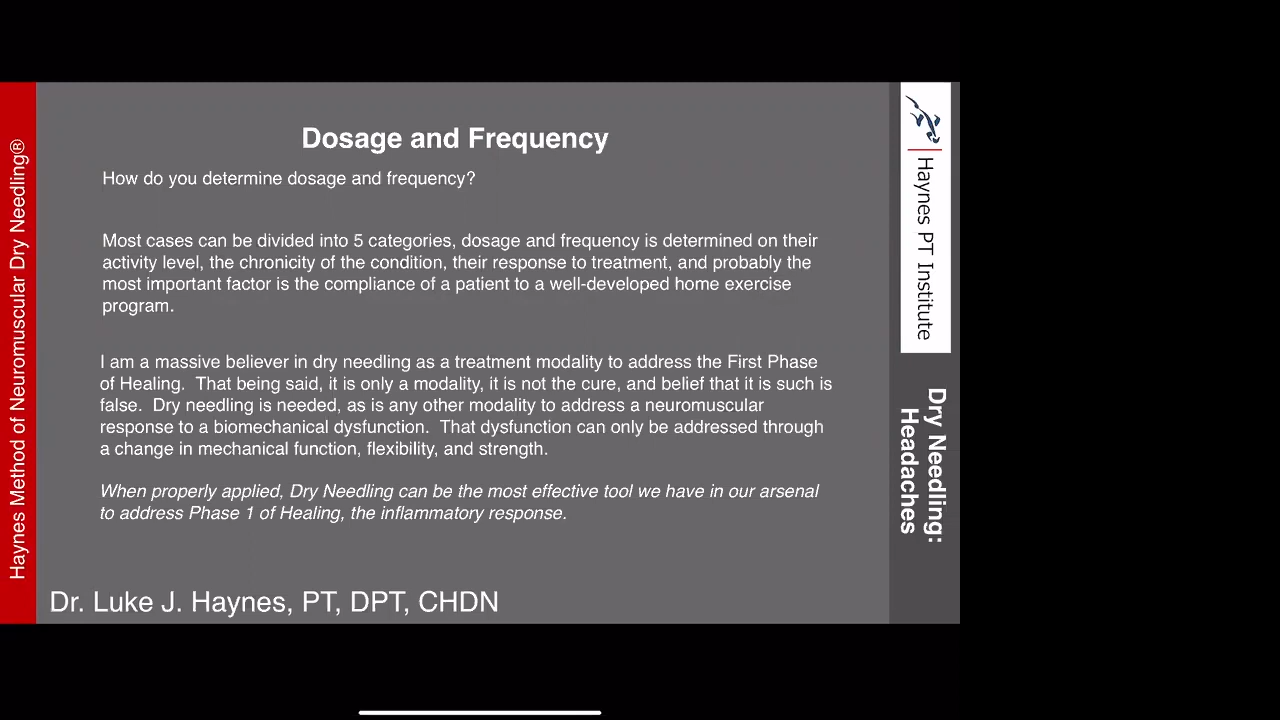 Haynes Method of Neuromuscular Dry Needling®
Dosage and Frequency
How do you determine dosage and frequency?
Most cases can be divided into 5 categories, dosage and frequency is determined on their
activity level, the chronicity of the condition, their response to treatment, and probably the
most important factor is the compliance of a patient to a well-developed home exercise
program.
I am a massive believer in dry needling as a treatment modality to address the First Phase
of Healing.  That being said, it is only a modality, it is not the cure, and belief that it is such is
false.  Dry needling is needed, as is any other modality to address a neuromuscular
response to a biomechanical dysfunction.  That dysfunction can only be addressed through
a change in mechanical function, flexibility, and strength.
When properly applied, Dry Needling can be the most effective tool we have in our arsenal
to address Phase 1 of Healing, the inflammatory response.
Dr. Luke J. Haynes, PT, DPT, CHDN
Haynes PT Institute
Dry Needling:
Headaches